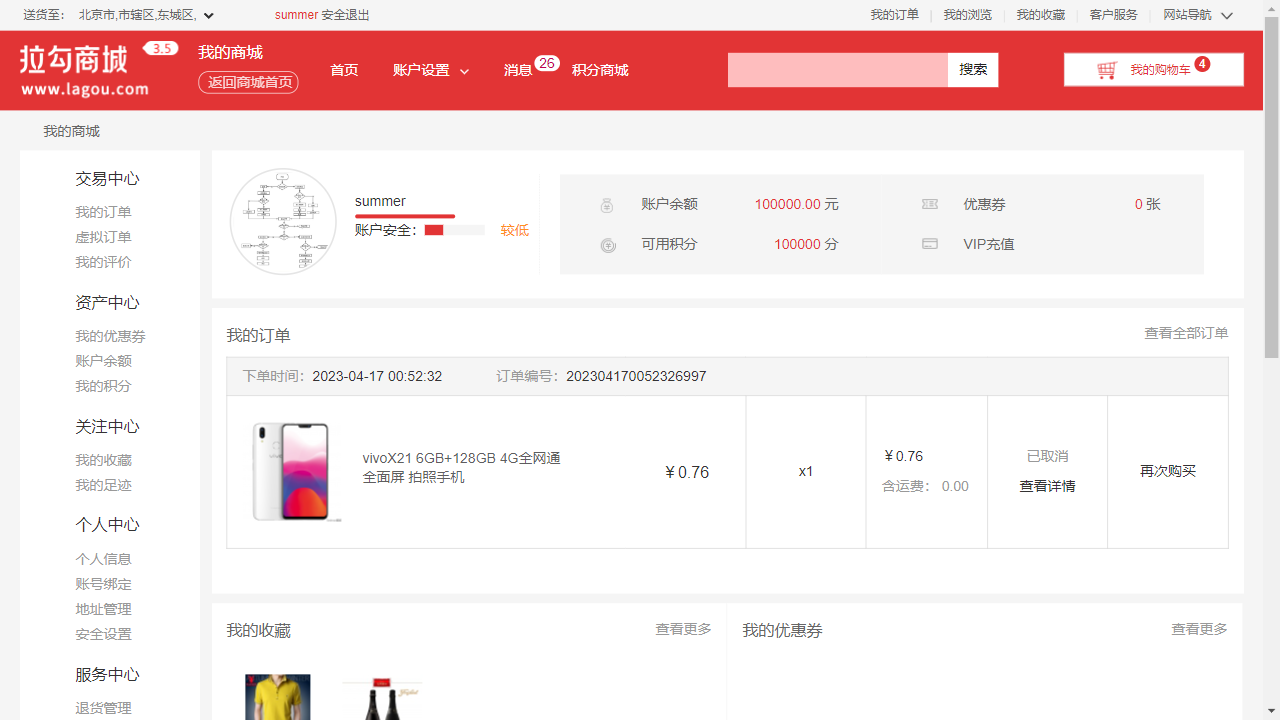 送货至： 北京市,市辖区,东城区, summer 安全退出 我的订单 我的浏览 我的收藏 客户服务 网站导航
拉勾商城 3.5
www.lagou.com
我的商城
返回商城首页
首页 账户设置 消息 26 积分商城 搜索 我的购物车 4
我的商城
交易中心
我的订单
虚拟订单
我的评价
资产中心
我的优惠券
账户余额
我的积分
关注中心
我的收藏
我的足迹
个人中心
个人信息
账号绑定
地址管理
安全设置
服务中心
退货管理
summer
账户安全： 较低
账户余额 100000.00 元 优惠券 0 张
可用积分 100000 分 VIP充值
我的订单 查看全部订单
下单时间：2023-04-17 00:52:32 订单编号：202304170052326997
vivoX21 6GB+128GB 4G全网通
全面屏 拍照手机
￥0.76
x1
￥0.76
含运费： 0.00
已取消
查看详情
再次购买
我的收藏 查看更多
我的优惠券 查看更多